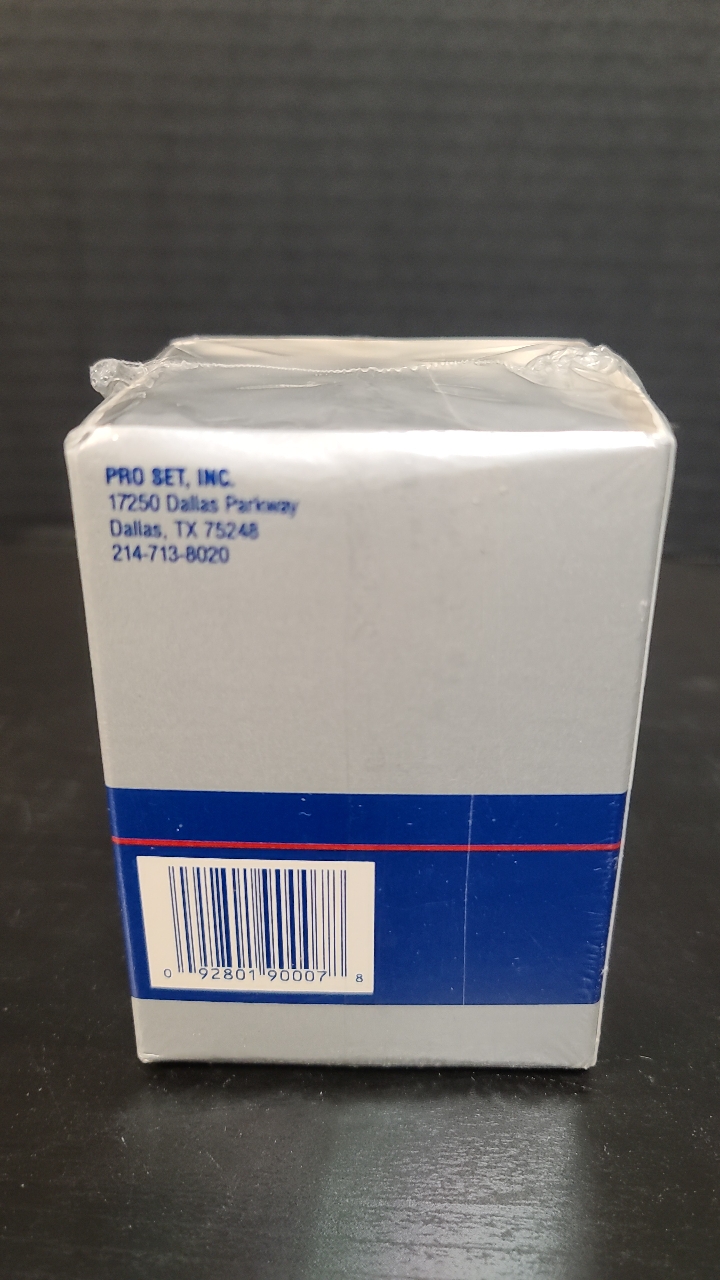 PRO SET, INC.
17250 Dallas Parkway
Dallas, TX 75248
214-713-8020
0 92801 90007 8